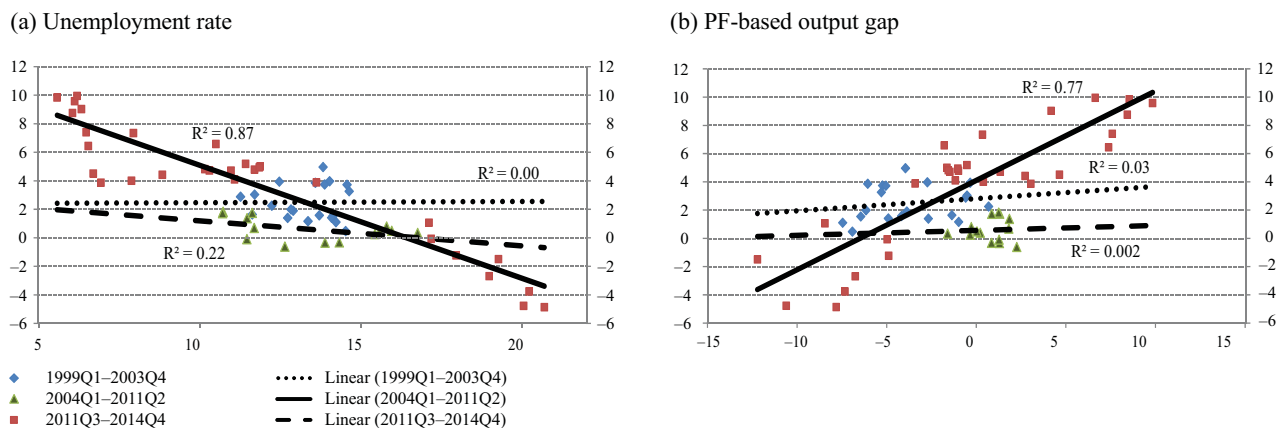 (a) Unemployment rate
12 12
10 10
8 8
6 6
4 4
2 2
0 0
–2 –2
–4 –4
–6 –6
5 10 15 20
R² = 0.87
R² = 0.00
R² = 0.22
(b) PF-based output gap
12 12
10 10
8 8
6 6
4 4
2 2
0 0
–2 –2
–4 –4
–6 –6
–15 –10 –5 0 5 10 15
R² = 0.77
R² = 0.03
R² = 0.002
1999Q1–2003Q4 Linear (1999Q1–2003Q4)
2004Q1–2011Q2 Linear (2004Q1–2011Q2)
2011Q3–2014Q4 Linear (2011Q3–2014Q4)